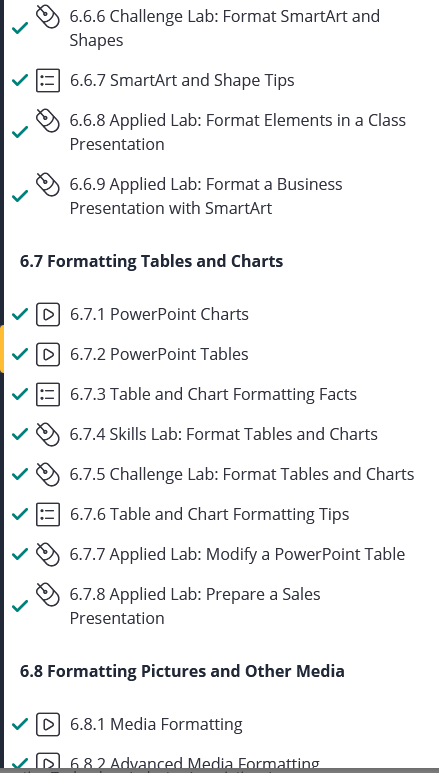 6.6.6 Challenge Lab: Format SmartArt and
Shapes
6.6.7 SmartArt and Shape Tips
6.6.8 Applied Lab: Format Elements in a Class
Presentation
6.6.9 Applied Lab: Format a Business
Presentation with SmartArt
6.7 Formatting Tables and Charts
6.7.1 PowerPoint Charts
6.7.2 PowerPoint Tables
6.7.3 Table and Chart Formatting Facts
6.7.4 Skills Lab: Format Tables and Charts
6.7.5 Challenge Lab: Format Tables and Charts
6.7.6 Table and Chart Formatting Tips
6.7.7 Applied Lab: Modify a PowerPoint Table
6.7.8 Applied Lab: Prepare a Sales
Presentation
6.8 Formatting Pictures and Other Media
6.8.1 Media Formatting
6.8.2 Advanced Media Formatting